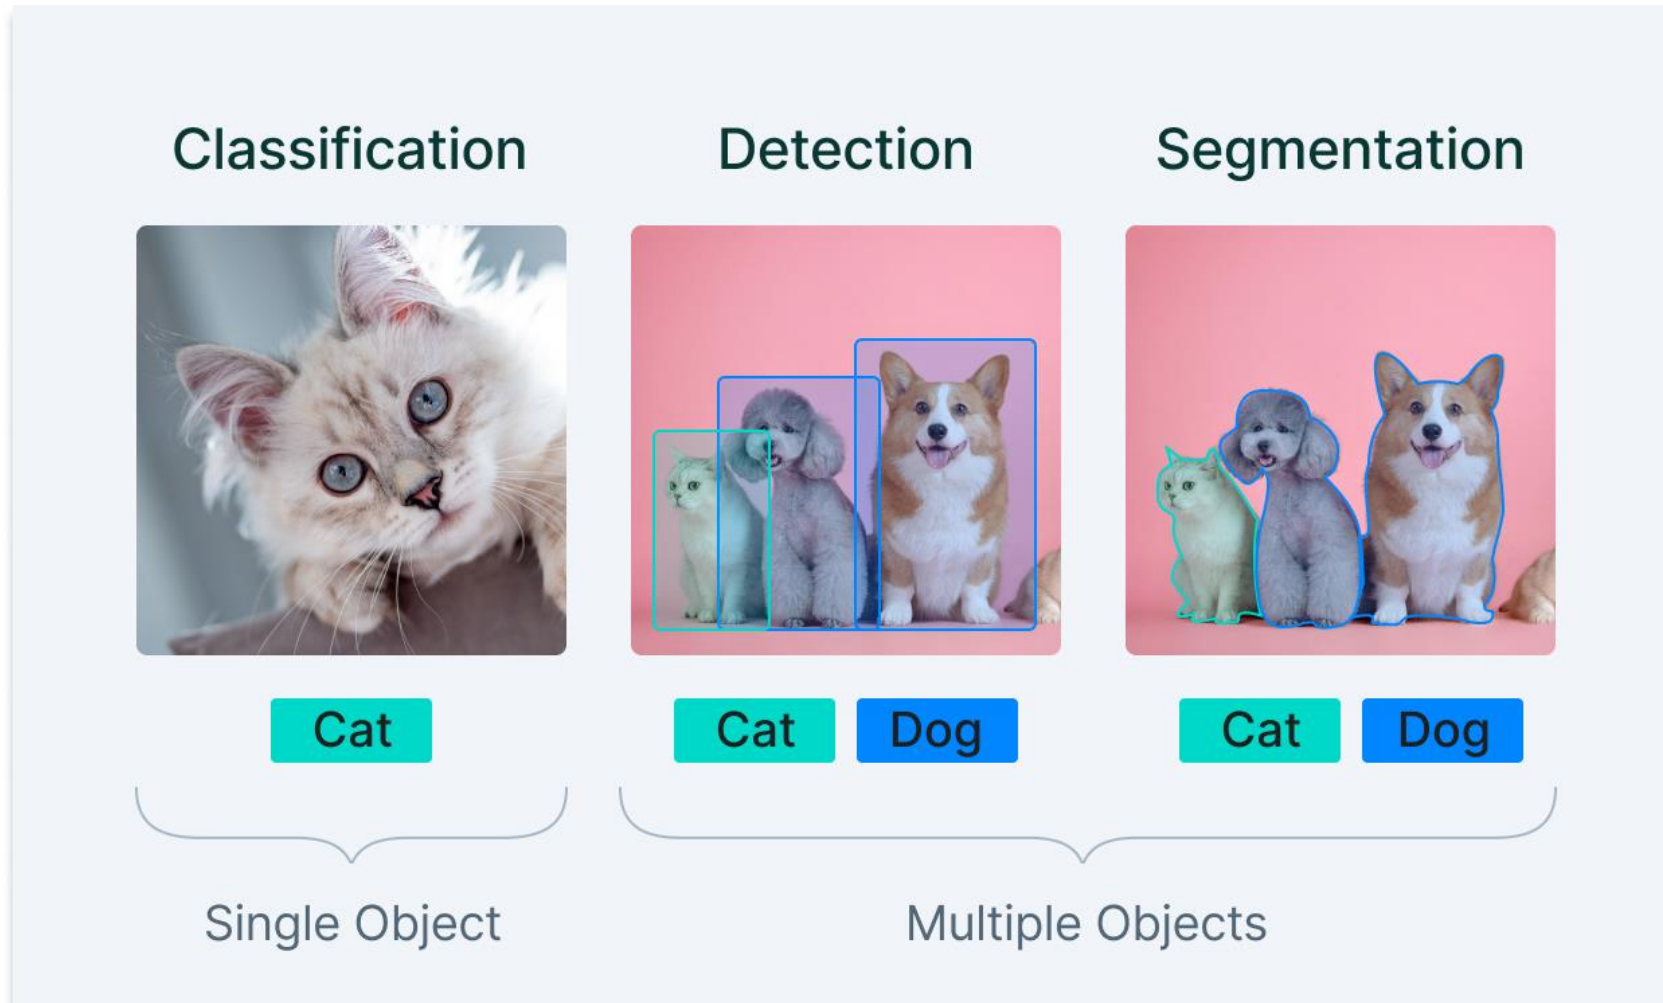 Classification
Detection
Segmentation
Cat
Cat
Dog
Cat
Dog
Single Object
Multiple Objects